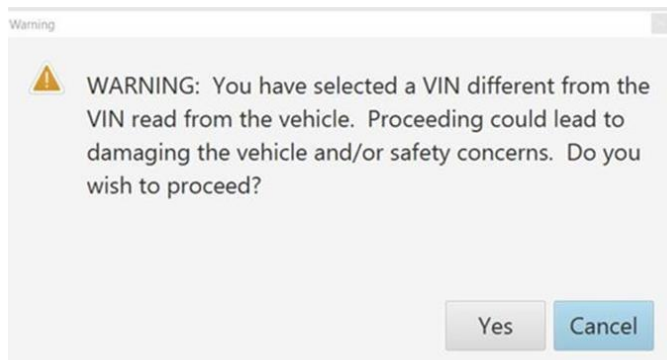 Warning
WARNING: You have selected a VIN different from the
VIN read from the vehicle. Proceeding could lead to
damaging the vehicle and/or safety concerns. Do you
wish to proceed?
Yes
Cancel